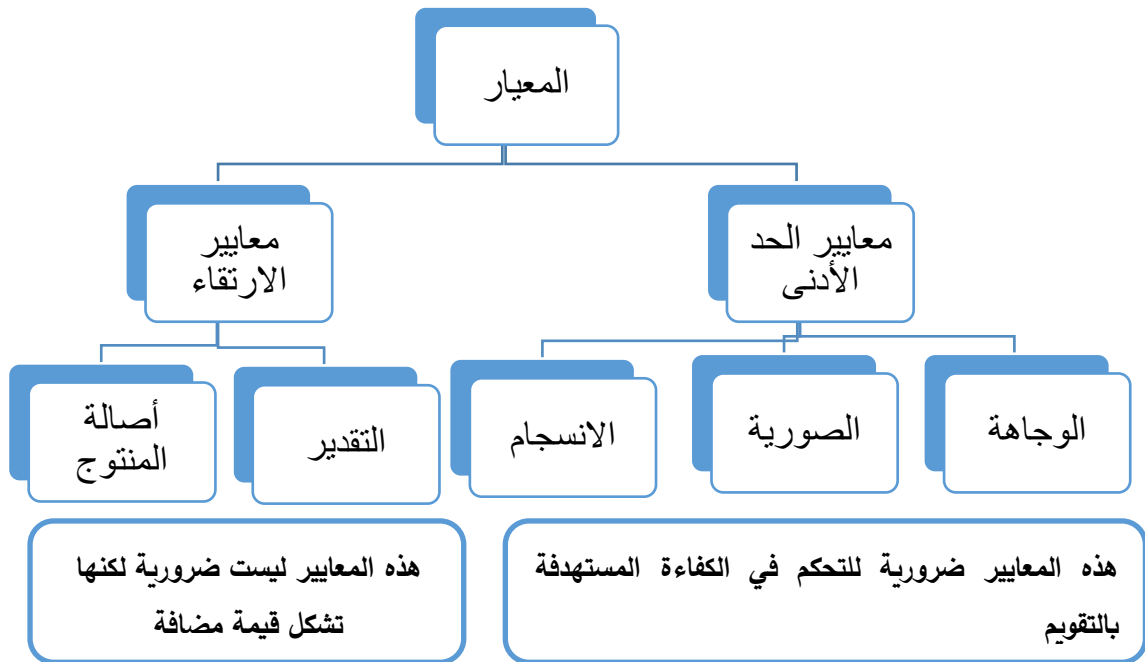 المعيار
معايير الحد
الأدنى
معايير
الارتقاء
الوجاهة
الصورية
الانسجام
التقدير
أصالة
المنتوج
هذه المعايير ضرورية للتحكم في الكفاءة المستهدفة
بالتقويم
هذه المعايير ليست ضرورية لكنها
تشكل قيمة مضافة